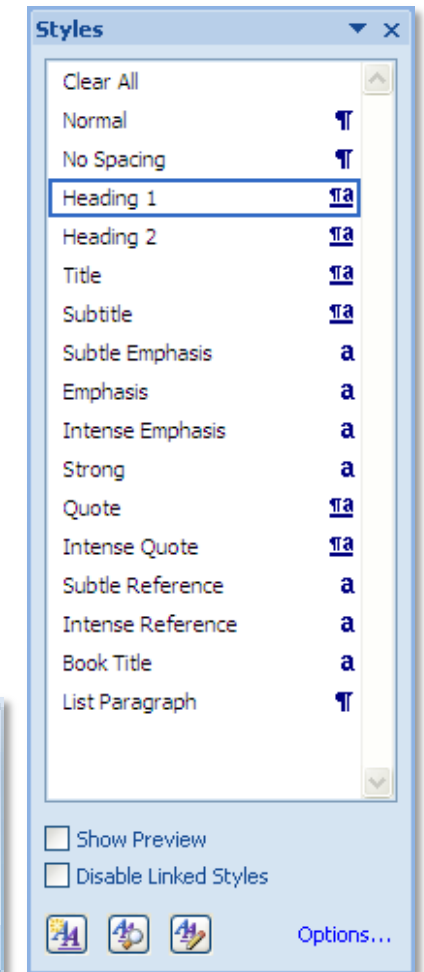 Styles
Clear All
Normal ¶
No Spacing ¶
Heading 1 ¶a
Heading 2 ¶a
Title ¶a
Subtitle ¶a
Subtle Emphasis a
Emphasis a
Intense Emphasis a
Strong a
Quote ¶a
Intense Quote ¶a
Subtle Reference a
Intense Reference a
Book Title a
List Paragraph ¶
Show Preview
Disable Linked Styles
Options...